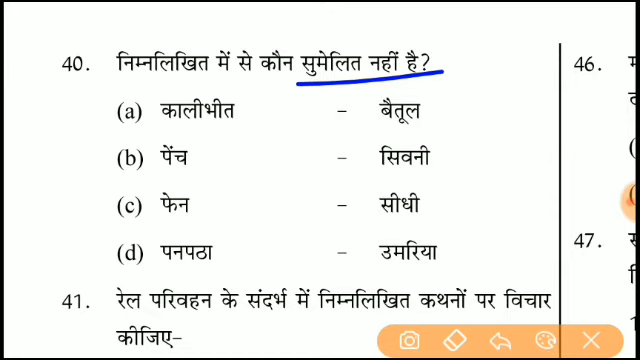 40. निम्नलिखित में से कौन सुमेलित नहीं है?
(a) कालीभीत – बैतूल
(b) पेंच – सिवनी
(c) फेन – सीधी
(d) पनपठा – उमरिया
41. रेल परिवहन के संदर्भ में निम्नलिखित कथनों पर विचार
कीजिए–
46.
47.